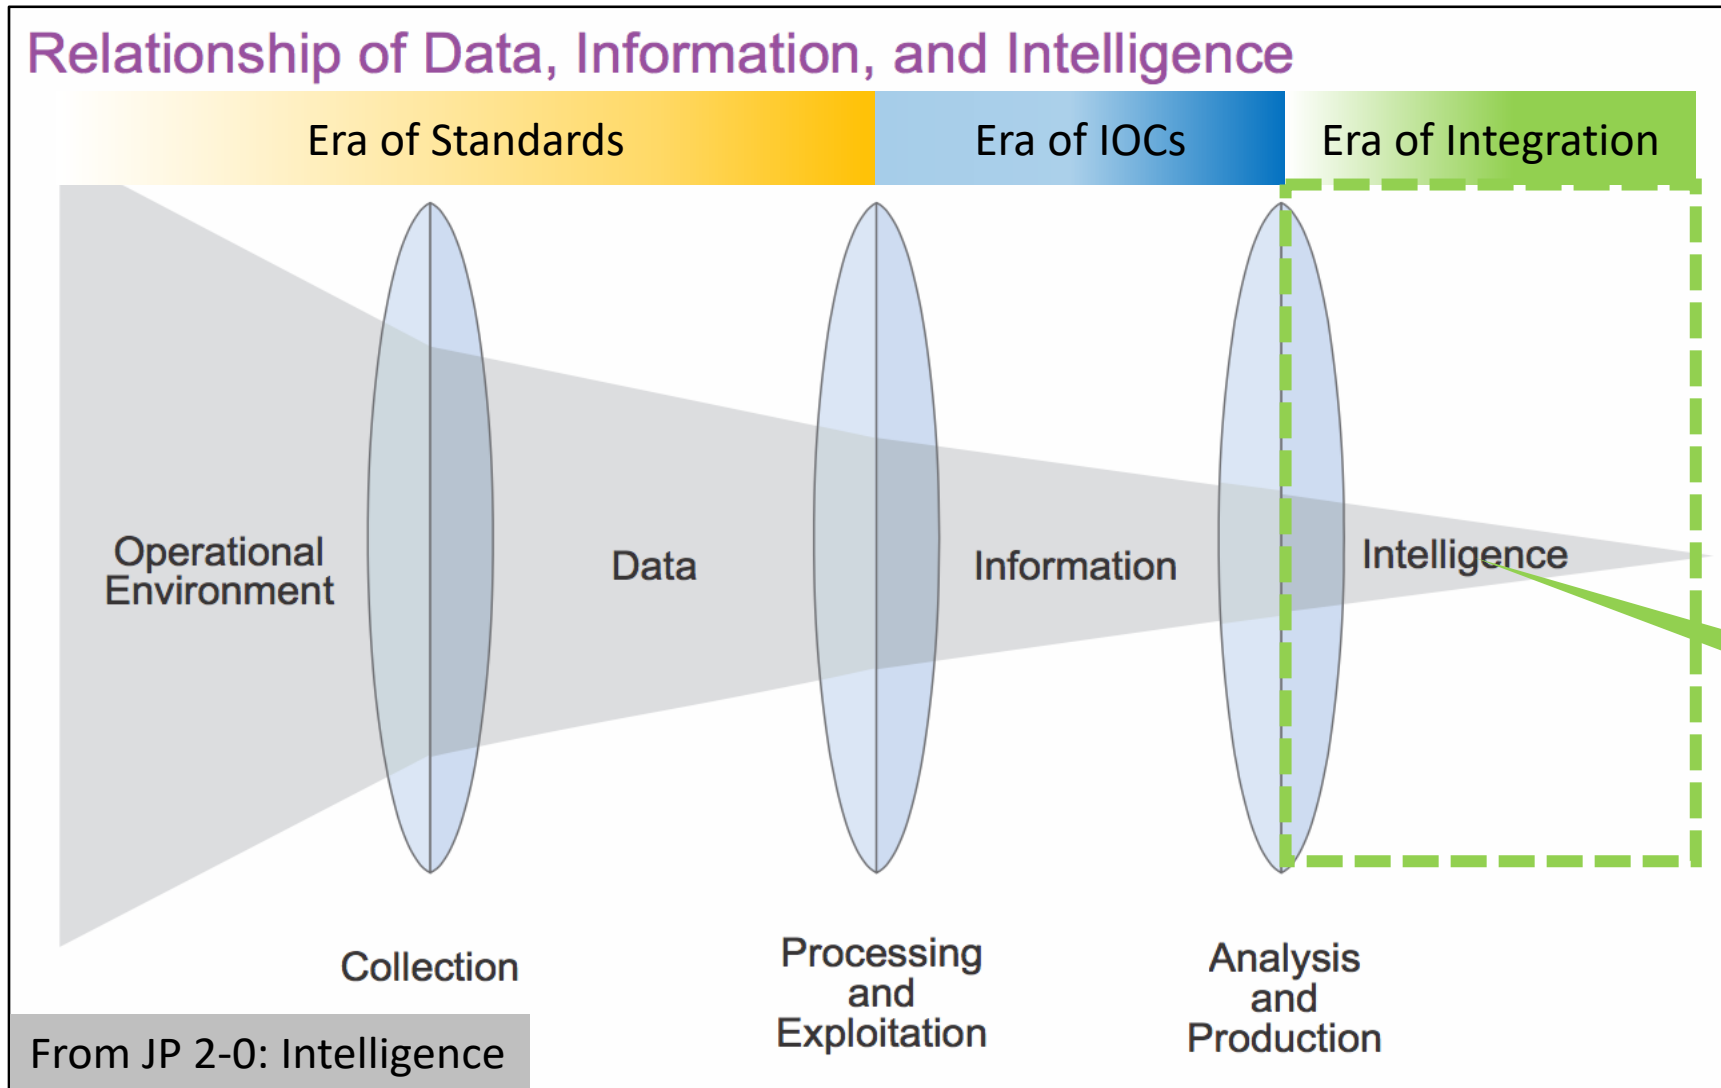 Relationship of Data, Information, and Intelligence
Era of Standards
Era of IOCs
Era of Integration
Operational
Environment
Data
Information
Intelligence
Collection
Processing
and
Exploitation
Analysis
and
Production
From JP 2-0: Intelligence